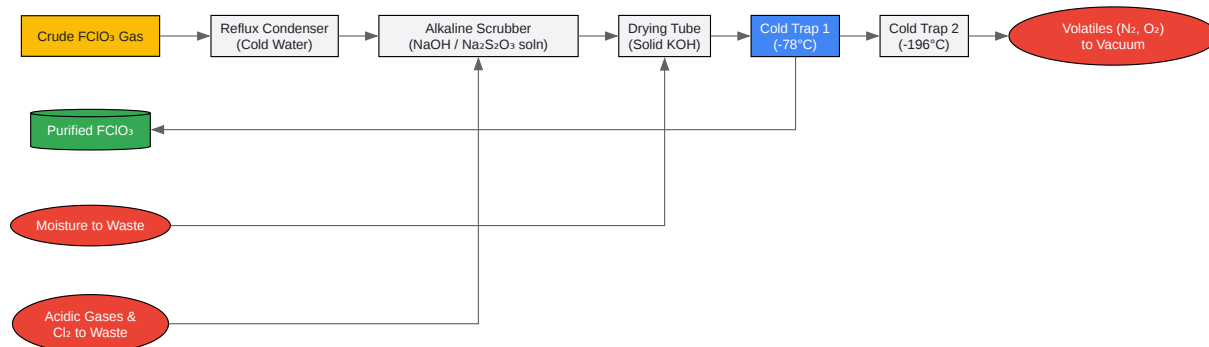 Crude FClO₃ Gas
Reflux Condenser
(Cold Water)
Alkaline Scrubber
(NaOH / Na₂S₂O₃ soln)
Drying Tube
(Solid KOH)
Cold Trap 1
(-78°C)
Cold Trap 2
(-196°C)
Volatiles (N₂, O₂)
to Vacuum
Purified FClO₃
Moisture to Waste
Acidic Gases &
Cl₂ to Waste